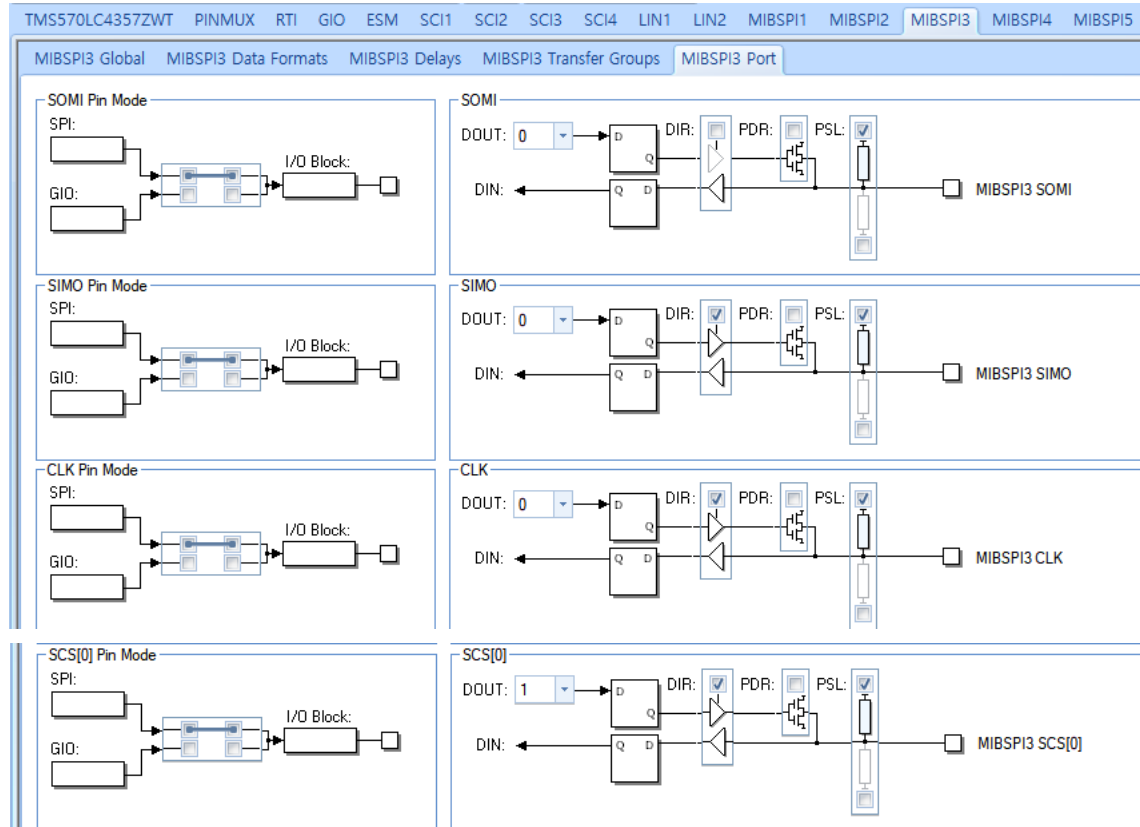 TMS570LC4357ZWT PINMUX RTI GIO ESM SCI1 SCI2 SCI3 SCI4 LIN1 LIN2 MIBSPI1 MIBSPI2 MIBSPI3 MIBSPI4 MIBSPI5
MIBSPI3 Global MIBSPI3 Data Formats MIBSPI3 Delays MIBSPI3 Transfer Groups MIBSPI3 Port
SOMI Pin Mode
SPI:
I/O Block:
GIO:
SOMI
DOUT: 0 D Q DIR: PDR: PSL:
DIN: Q D MIBSPI3 SOMI
SIMO Pin Mode
SPI:
I/O Block:
GIO:
SIMO
DOUT: 0 D Q DIR: PDR: PSL:
DIN: Q D MIBSPI3 SIMO
CLK Pin Mode
SPI:
I/O Block:
GIO:
CLK
DOUT: 0 D Q DIR: PDR: PSL:
DIN: Q D MIBSPI3 CLK
SCS[0] Pin Mode
SPI:
I/O Block:
GIO:
SCS[0]
DOUT: 1 D Q DIR: PDR: PSL:
DIN: Q D MIBSPI3 SCS[0]